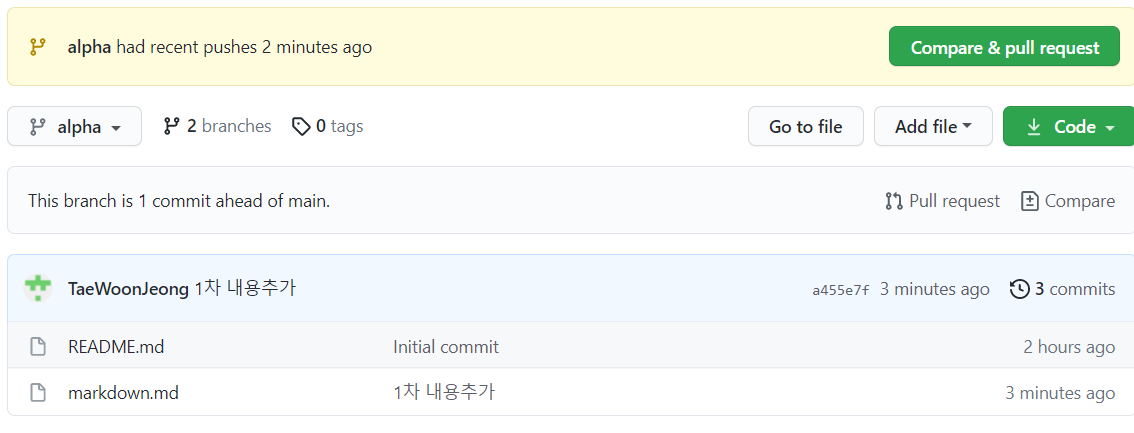 alpha had recent pushes 2 minutes ago
Compare & pull request
alpha
2 branches
0 tags
Go to file
Add file
Code
This branch is 1 commit ahead of main.
Pull request
Compare
TaeWoonJeong 1차 내용추가
a455e7f 3 minutes ago
3 commits
README.md
Initial commit
2 hours ago
markdown.md
1차 내용추가
3 minutes ago